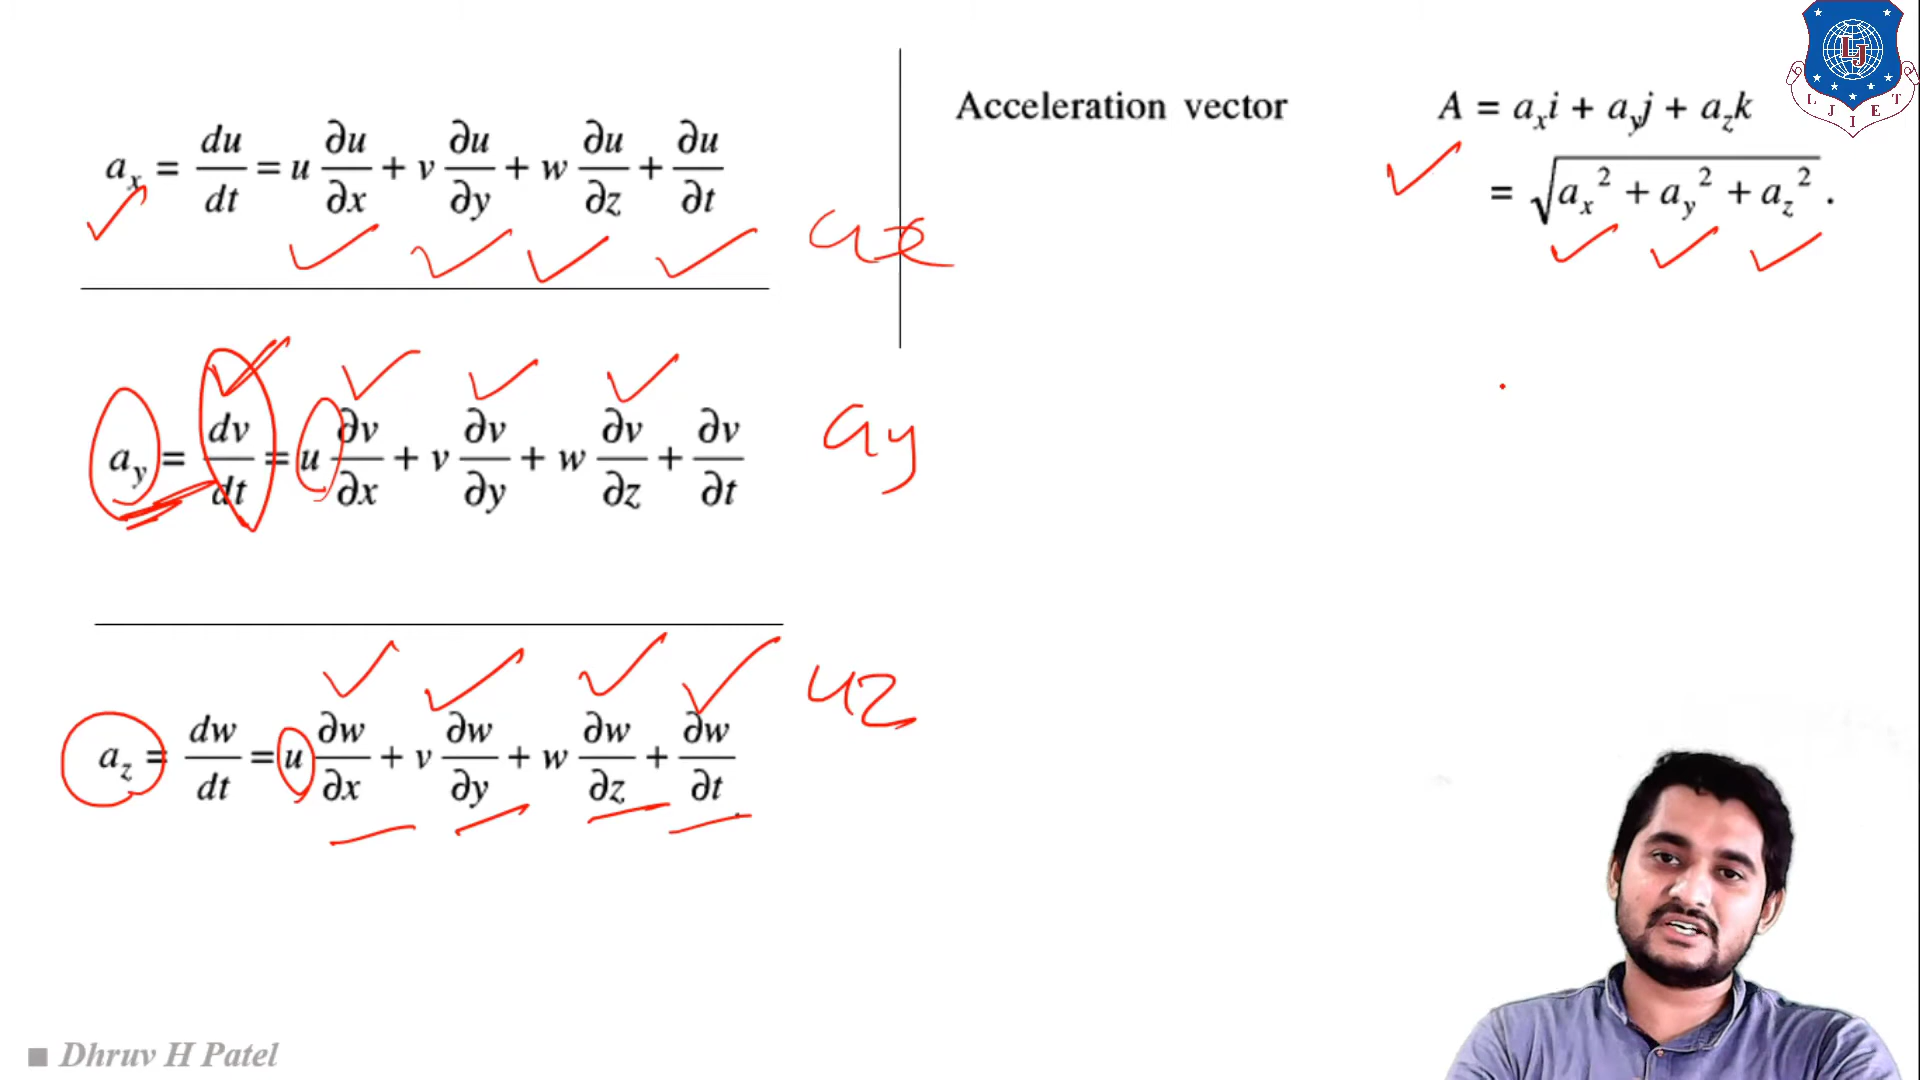 a_x = du/dt = u ∂u/∂x + v ∂u/∂y + w ∂u/∂z + ∂u/∂t
ax
a_y = dv/dt = u ∂v/∂x + v ∂v/∂y + w ∂v/∂z + ∂v/∂t
ay
a_z = dw/dt = u ∂w/∂x + v ∂w/∂y + w ∂w/∂z + ∂w/∂t
az
Acceleration vector A = a_x i + a_y j + a_z k
= √(a_x² + a_y² + a_z²).
LJ
L J I E T
■ Dhruv H Patel